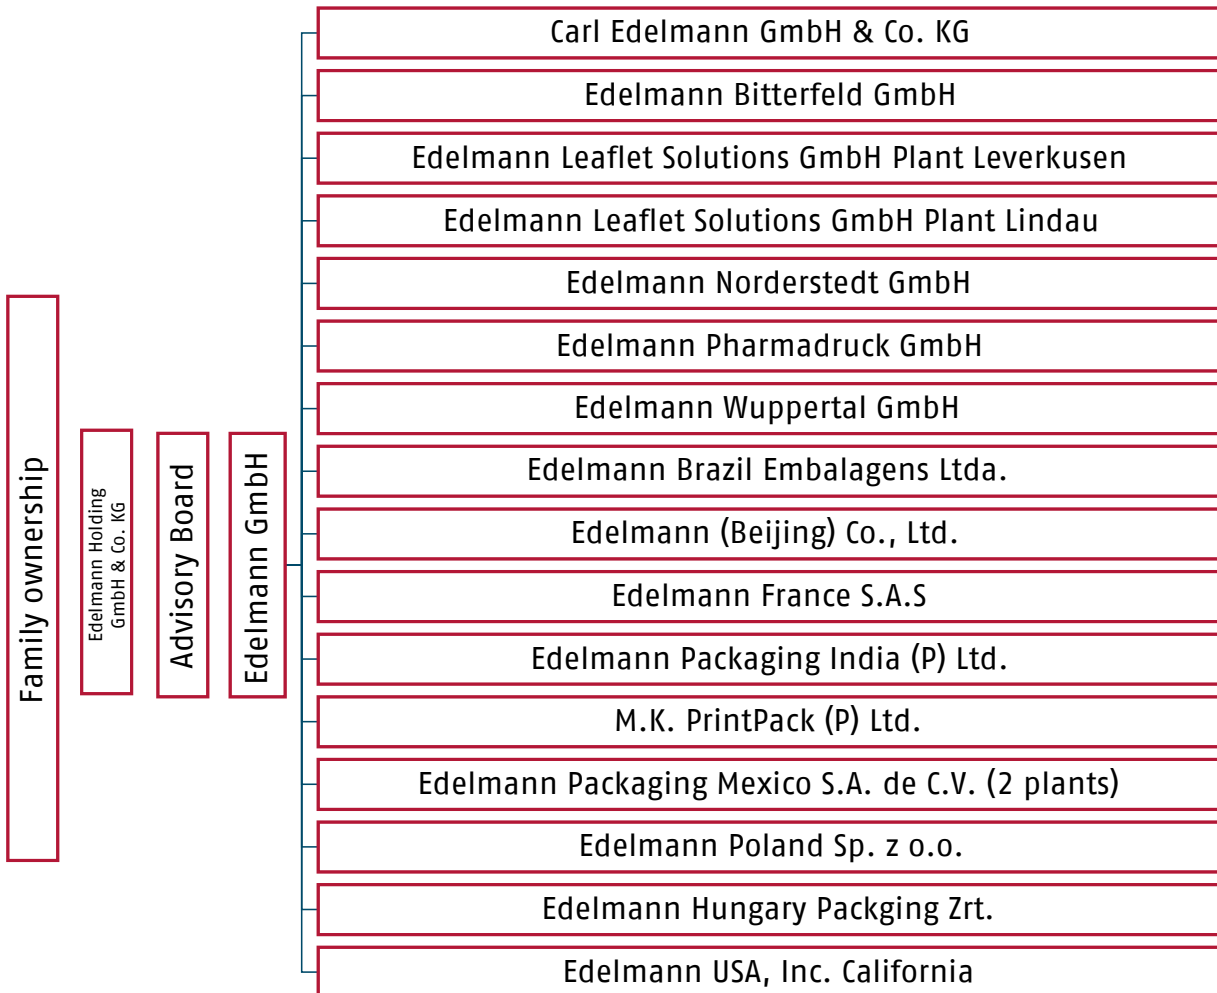 Family ownership
Edelmann Holding
GmbH & Co. KG
Advisory Board
Edelmann GmbH
Carl Edelmann GmbH & Co. KG
Edelmann Bitterfeld GmbH
Edelmann Leaflet Solutions GmbH Plant Leverkusen
Edelmann Leaflet Solutions GmbH Plant Lindau
Edelmann Norderstedt GmbH
Edelmann Pharmadruck GmbH
Edelmann Wuppertal GmbH
Edelmann Brazil Embalagens Ltda.
Edelmann (Beijing) Co., Ltd.
Edelmann France S.A.S
Edelmann Packaging India (P) Ltd.
M.K. PrintPack (P) Ltd.
Edelmann Packaging Mexico S.A. de C.V. (2 plants)
Edelmann Poland Sp. z o.o.
Edelmann Hungary Packging Zrt.
Edelmann USA, Inc. California